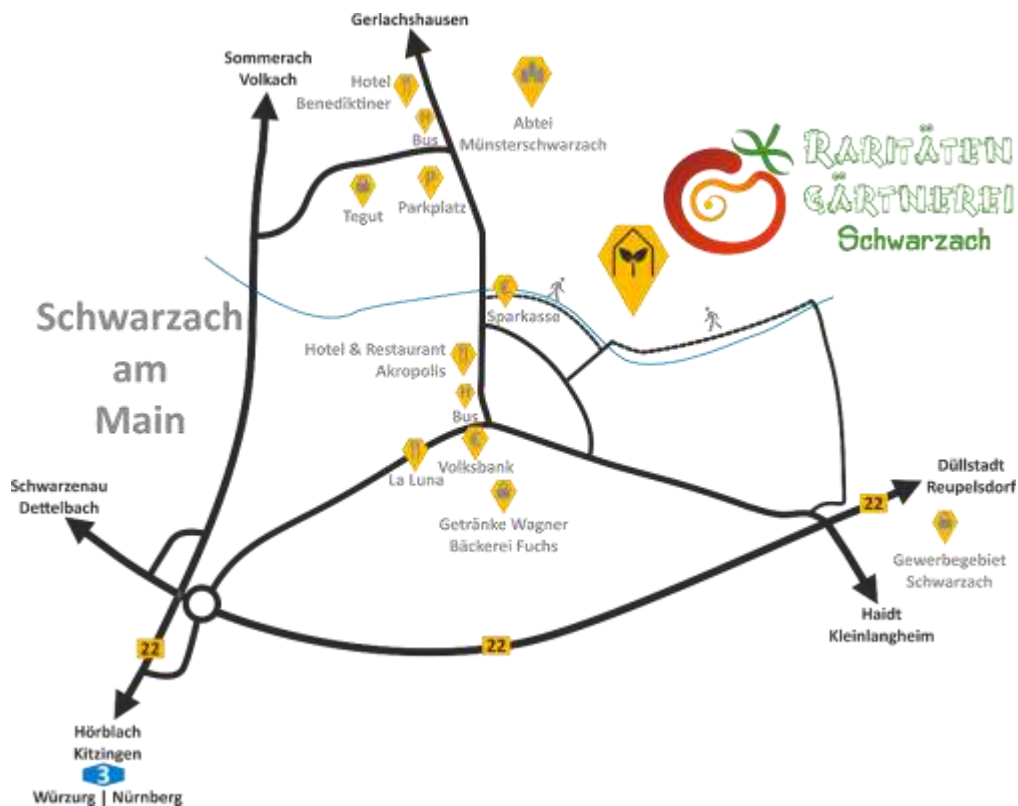 Gerlachshausen
Sommerach
Volkach
Hotel
Benediktiner
H
Bus
Abtei
Münsterschwarzach
Tegut
P
Parkplatz
RARITÄTEN
GÄRTNEREI
Schwarzach
Schwarzach
am
Main
€
Sparkasse
Hotel & Restaurant
Akropolis
H
Bus
La Luna
€
Volksbank
Getränke Wagner
Bäckerei Fuchs
Schwarzenau
Dettelbach
Düllstadt
Reupelsdorf
22
Gewerbegebiet
Schwarzach
Haidt
Kleinlangheim
22
22
Hörblach
Kitzingen
3
Würzurg | Nürnberg